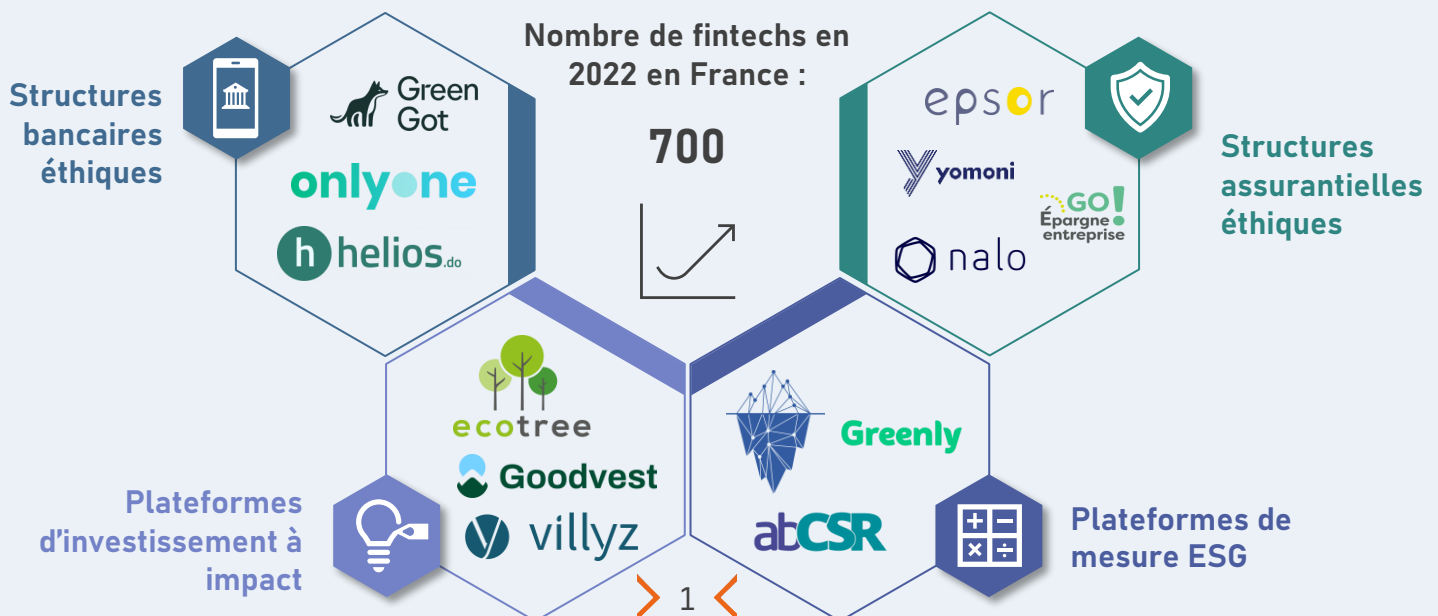 Nombre de fintechs en
2022 en France :
700
Structures
bancaires
éthiques
Green
Got
onlyone
h helios.do
epsor
yomoni
GO!
Épargne
entreprise
nalo
Structures
assurantielles
éthiques
ecotree
Goodvest
villyz
Plateformes
d'investissement à
impact
Greenly
abCSR
Plateformes de
mesure ESG
1